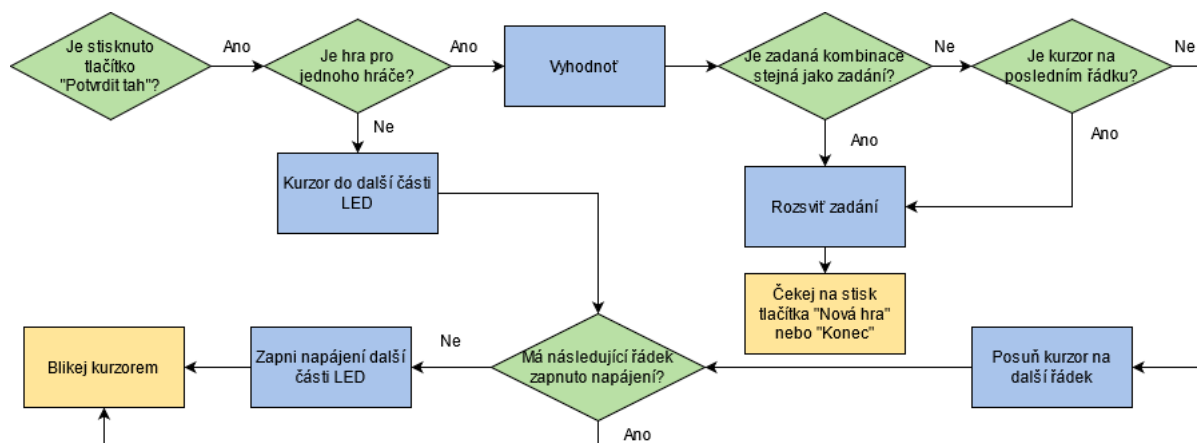 Je stisknuto
tlačítko
"Potvrdit tah"?
Ano
Je hra pro
jednoho hráče?
Ano
Vyhodnoť
Je zadaná kombinace
stejná jako zadání?
Ne
Je kurzor na
posledním řádku?
Ne
Ne
Ano
Ano
Kurzor do další části
LED
Rozsviť zadání
Čekej na stisk
tlačítka "Nová hra"
nebo "Konec"
Blikej kurzorem
Zapni napájení další
části LED
Ne
Má následující řádek
zapnuto napájení?
Posuň kurzor na
další řádek
Ano